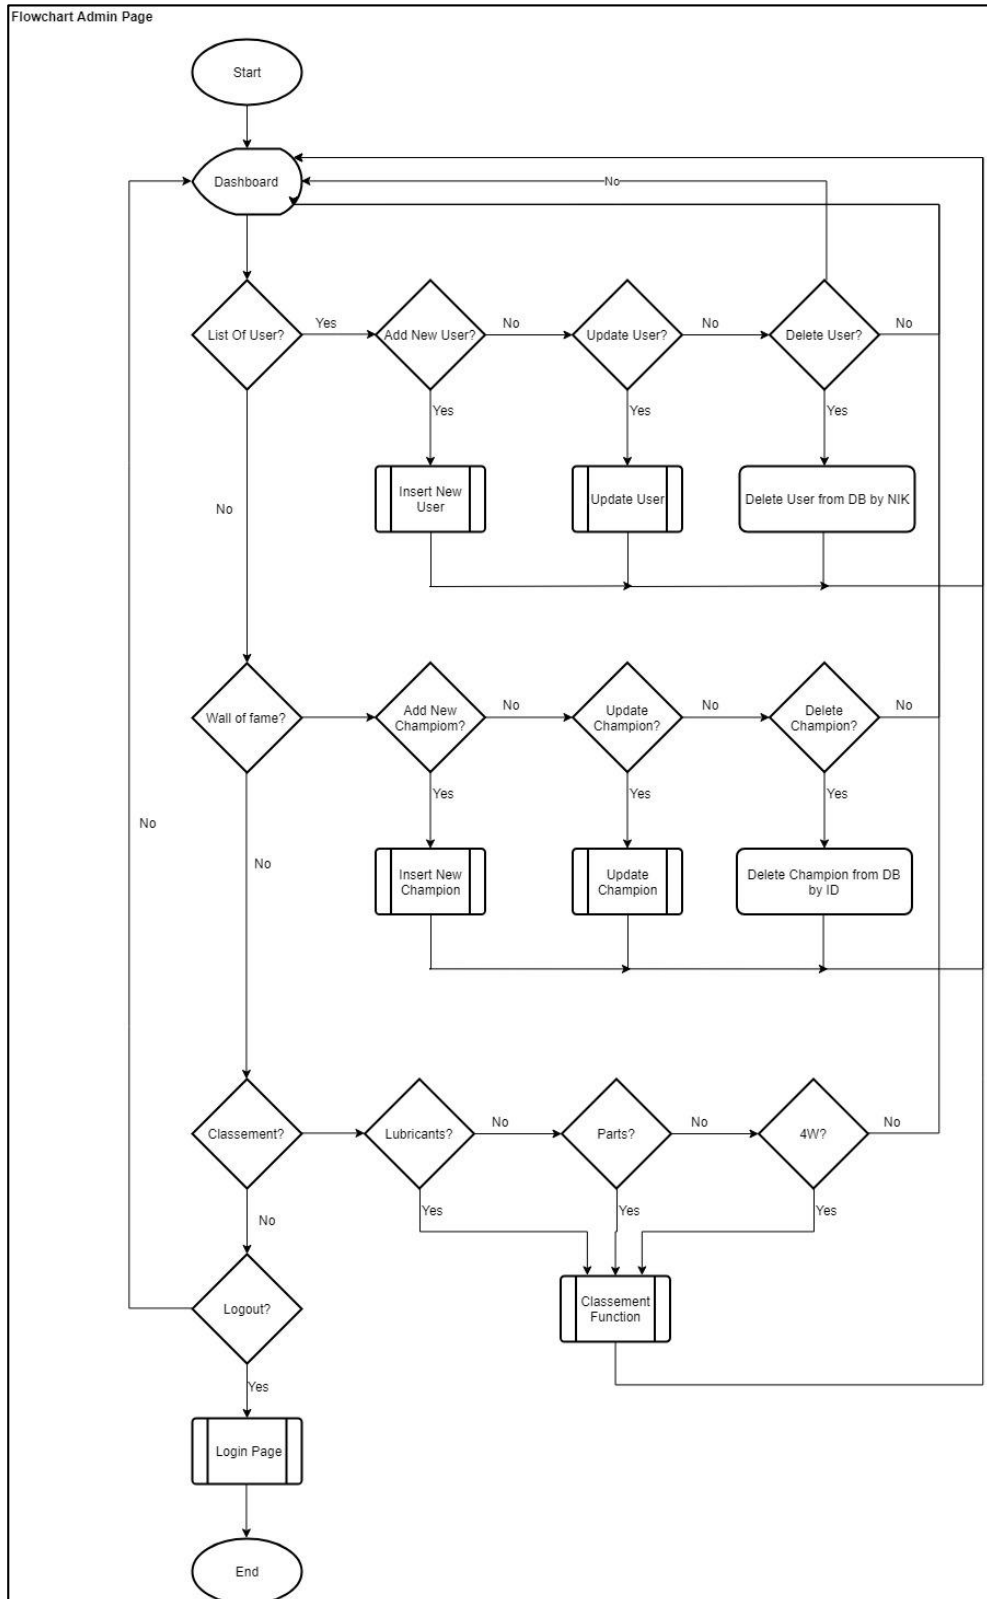 Flowchart Admin Page
Start
Dashboard
No
List Of User?
Yes
Add New User?
No
Update User?
No
Delete User?
No
Yes
Yes
Yes
Insert New
User
Update User
Delete User from DB by NIK
No
Wall of fame?
Add New
Champiom?
No
Update
Champion?
No
Delete
Champion?
No
Yes
Yes
Yes
No
No
Insert New
Champion
Update
Champion
Delete Champion from DB
by ID
Classement?
Lubricants?
No
Parts?
No
4W?
No
Yes
Yes
Yes
No
Logout?
Classement
Function
Yes
Login Page
End